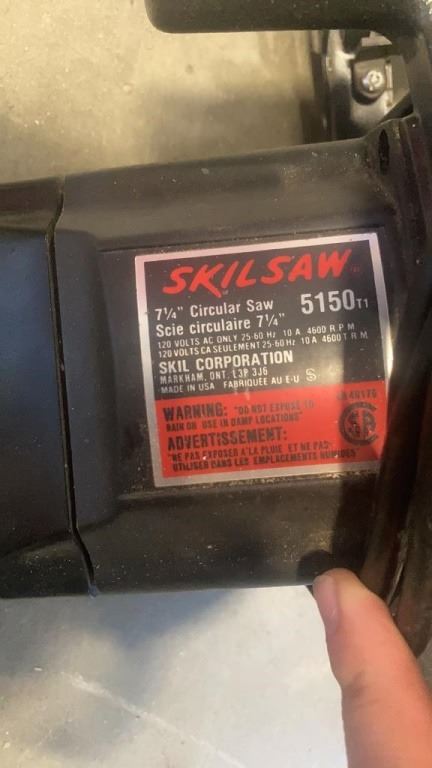 SKILSAW
7¼" Circular Saw 5150 T1
Scie circulaire 7¼"
120 VOLTS AC ONLY 25-60 Hz 10 A 4600 R P M
120 VOLTS CA SEULEMENT 25-60 Hz 10 A 4600 T R M
SKIL CORPORATION
MARKHAM, ONT. L3P 3J6
MADE IN USA FABRIQUÉE AU E-U S
WARNING: "DO NOT EXPOSE TO
RAIN OR USE IN DAMP LOCATIONS"
ADVERTISSEMENT:
"NE PAS EXPOSER A LA PLUIE ET NE PAS
UTILISER DANS LES EMPLACEMENTS HUMIDES"